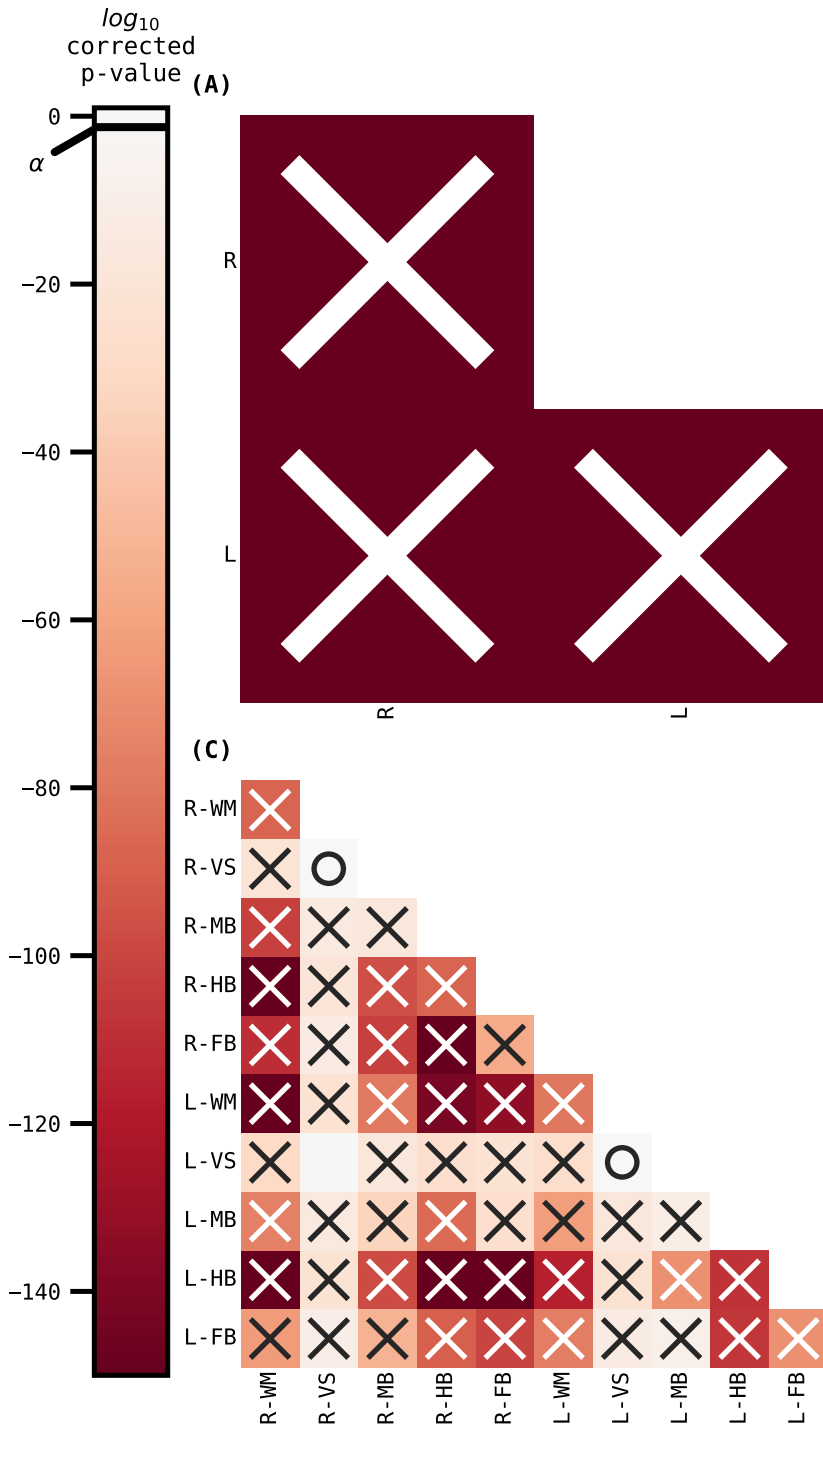 log10
corrected
p-value
(A)
0
α
−20
−40
−60
−80
−100
−120
−140
R
L
R L
(C)
R-WM
R-VS
R-MB
R-HB
R-FB
L-WM
L-VS
L-MB
L-HB
L-FB
R-WM R-VS R-MB R-HB R-FB L-WM L-VS L-MB L-HB L-FB